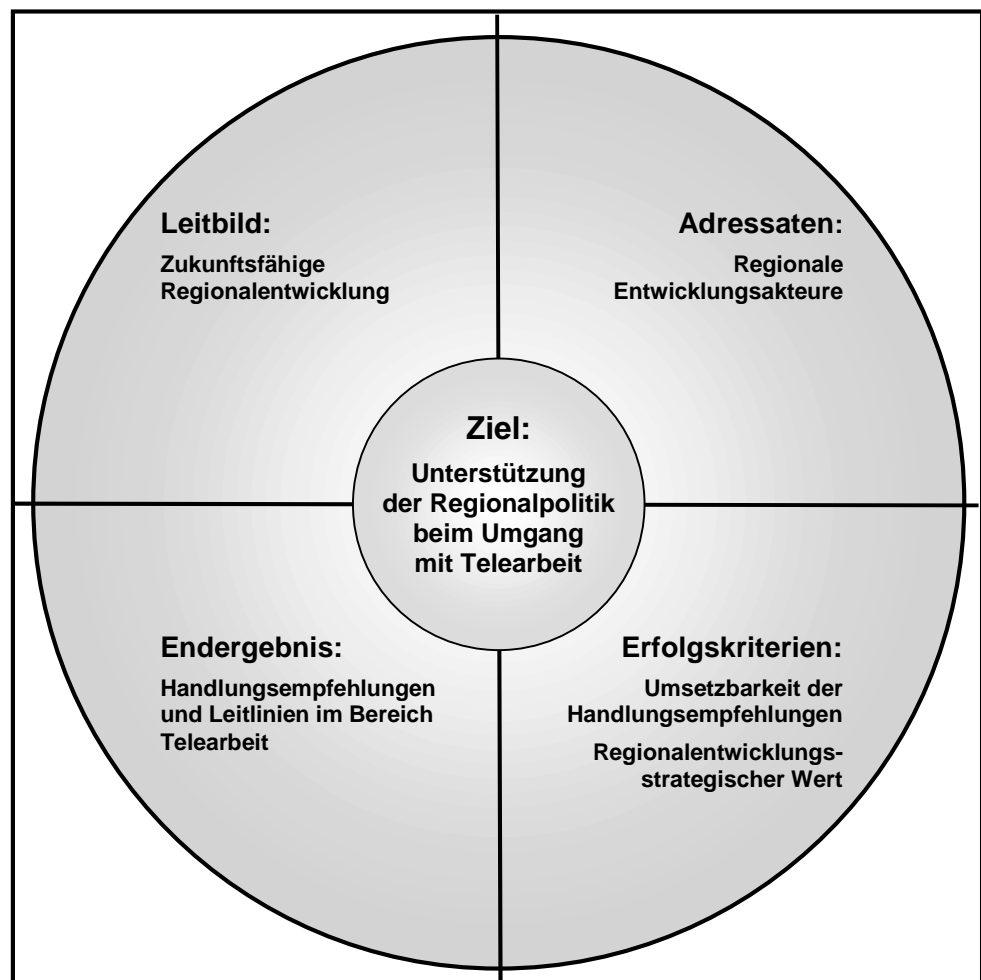 Leitbild:
Zukunftsfähige
Regionalentwicklung
Adressaten:
Regionale
Entwicklungsakteure
Ziel:
Unterstützung
der Regionalpolitik
beim Umgang
mit Telearbeit
Endergebnis:
Handlungsempfehlungen
und Leitlinien im Bereich
Telearbeit
Erfolgskriterien:
Umsetzbarkeit der
Handlungsempfehlungen
Regionalentwicklungs-
strategischer Wert